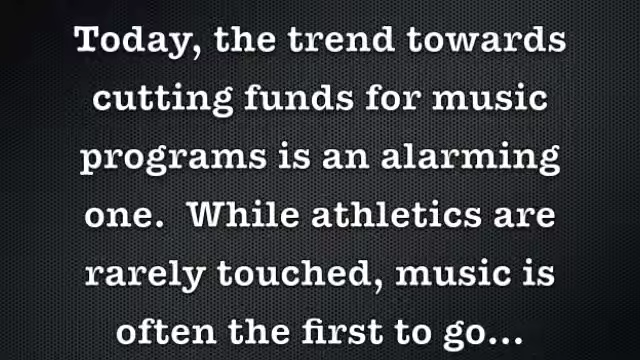 Today, the trend towards
cutting funds for music
programs is an alarming
one.  While athletics are
rarely touched, music is
often the first to go...